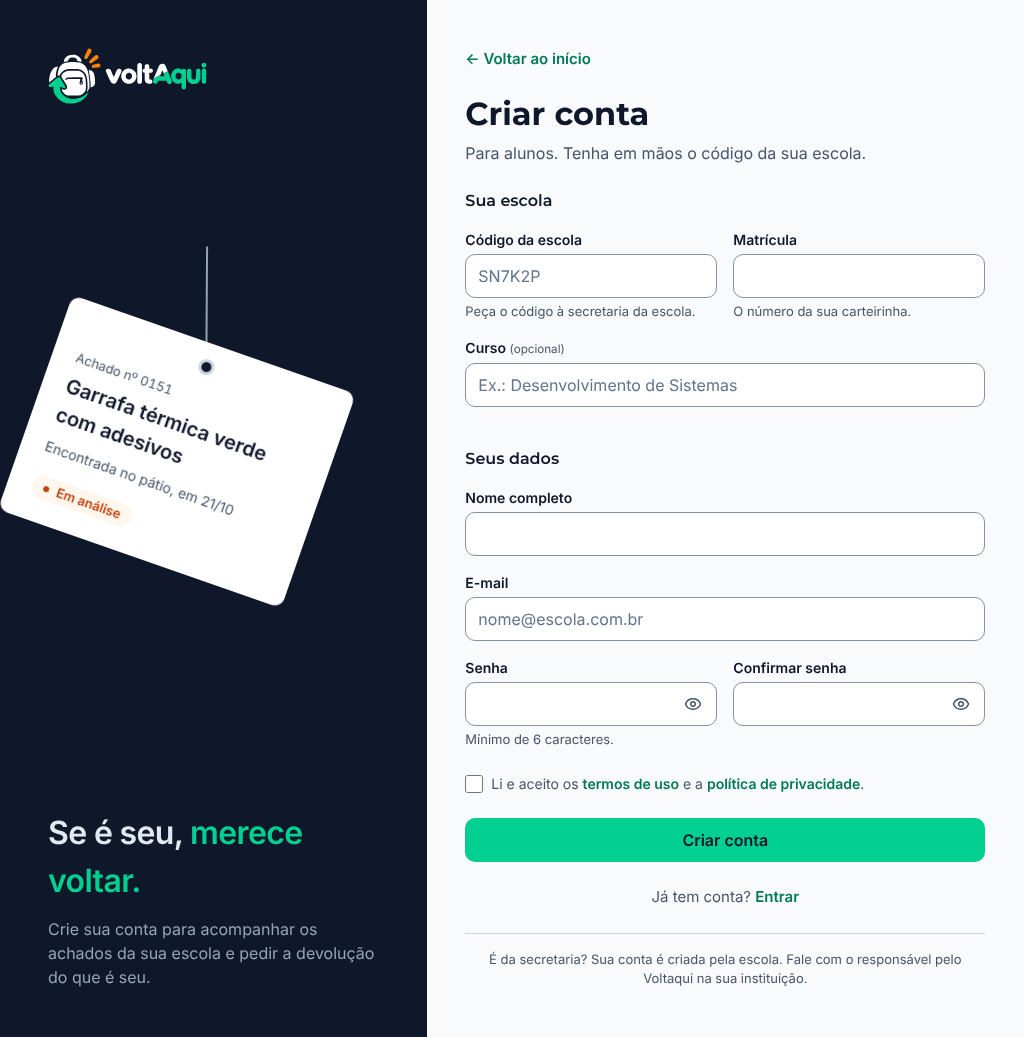 voltAqui
Achado nº 0151
Garrafa térmica verde
com adesivos
Encontrada no pátio, em 21/10
Em análise
Se é seu, merece
voltar.
Crie sua conta para acompanhar os
achados da sua escola e pedir a devolução
do que é seu.
← Voltar ao início
Criar conta
Para alunos. Tenha em mãos o código da sua escola.
Sua escola
Código da escola
SN7K2P
Peça o código à secretaria da escola.
Matrícula
O número da sua carteirinha.
Curso (opcional)
Ex.: Desenvolvimento de Sistemas
Seus dados
Nome completo
E-mail
nome@escola.com.br
Senha
Mínimo de 6 caracteres.
Confirmar senha
Li e aceito os termos de uso e a política de privacidade.
Criar conta
Já tem conta? Entrar
É da secretaria? Sua conta é criada pela escola. Fale com o responsável pelo
Voltaqui na sua instituição.